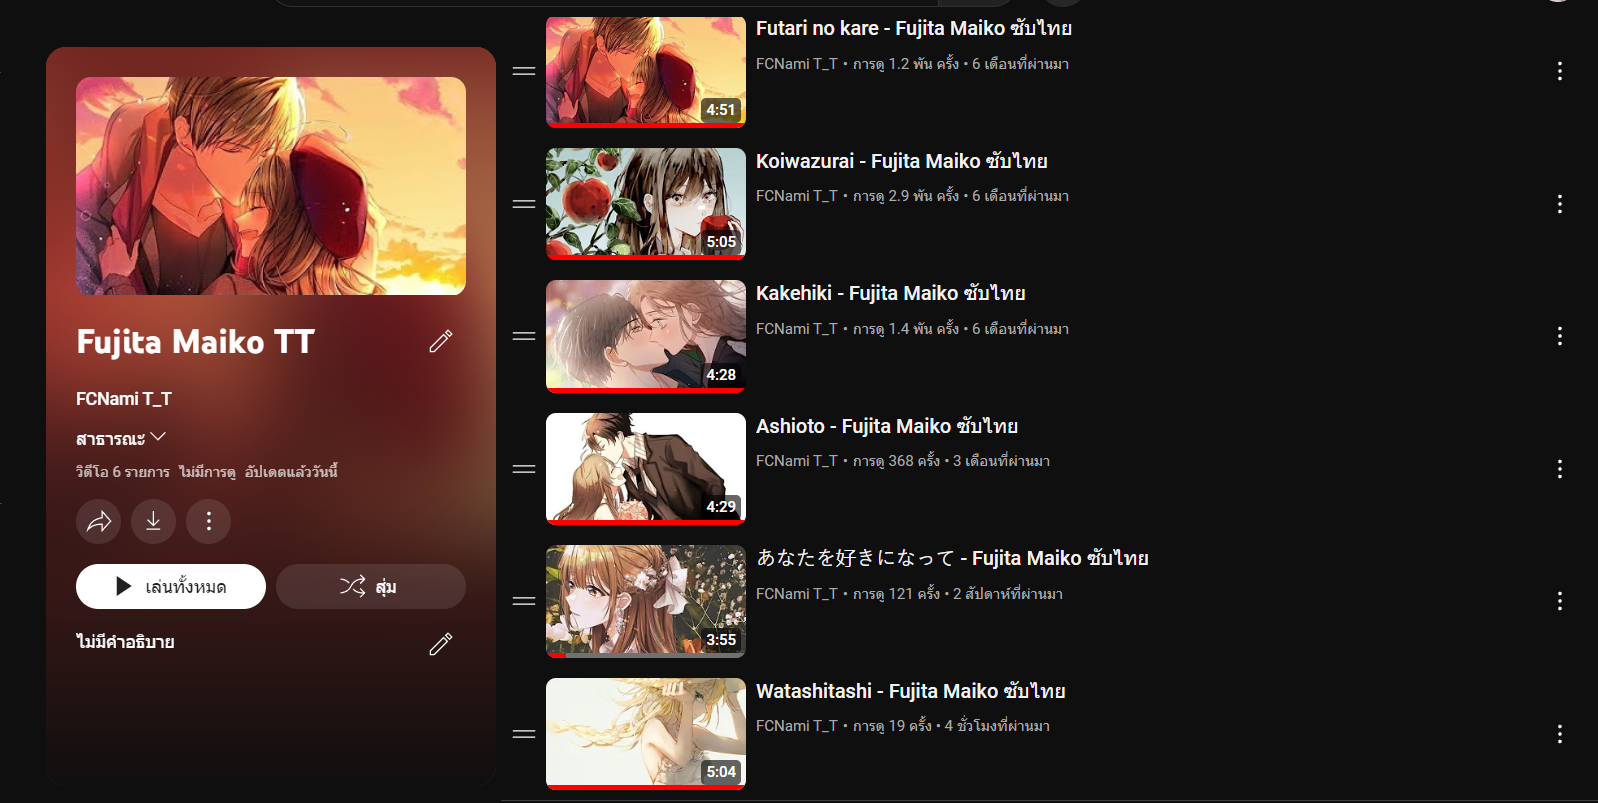 Fujita Maiko TT
FCNami T_T
สาธารณะ
วิดีโอ 6 รายการ ไม่มีการดู อัปเดตแล้ววันนี้
เล่นทั้งหมด
สุ่ม
ไม่มีคำอธิบาย
Futari no kare - Fujita Maiko ซับไทย
FCNami T_T • การดู 1.2 พัน ครั้ง • 6 เดือนที่ผ่านมา
4:51
Koiwazurai - Fujita Maiko ซับไทย
FCNami T_T • การดู 2.9 พัน ครั้ง • 6 เดือนที่ผ่านมา
5:05
Kakehiki - Fujita Maiko ซับไทย
FCNami T_T • การดู 1.4 พัน ครั้ง • 6 เดือนที่ผ่านมา
4:28
Ashioto - Fujita Maiko ซับไทย
FCNami T_T • การดู 368 ครั้ง • 3 เดือนที่ผ่านมา
4:29
あなたを好きになって - Fujita Maiko ซับไทย
FCNami T_T • การดู 121 ครั้ง • 2 สัปดาห์ที่ผ่านมา
3:55
Watashitashi - Fujita Maiko ซับไทย
FCNami T_T • การดู 19 ครั้ง • 4 ชั่วโมงที่ผ่านมา
5:04